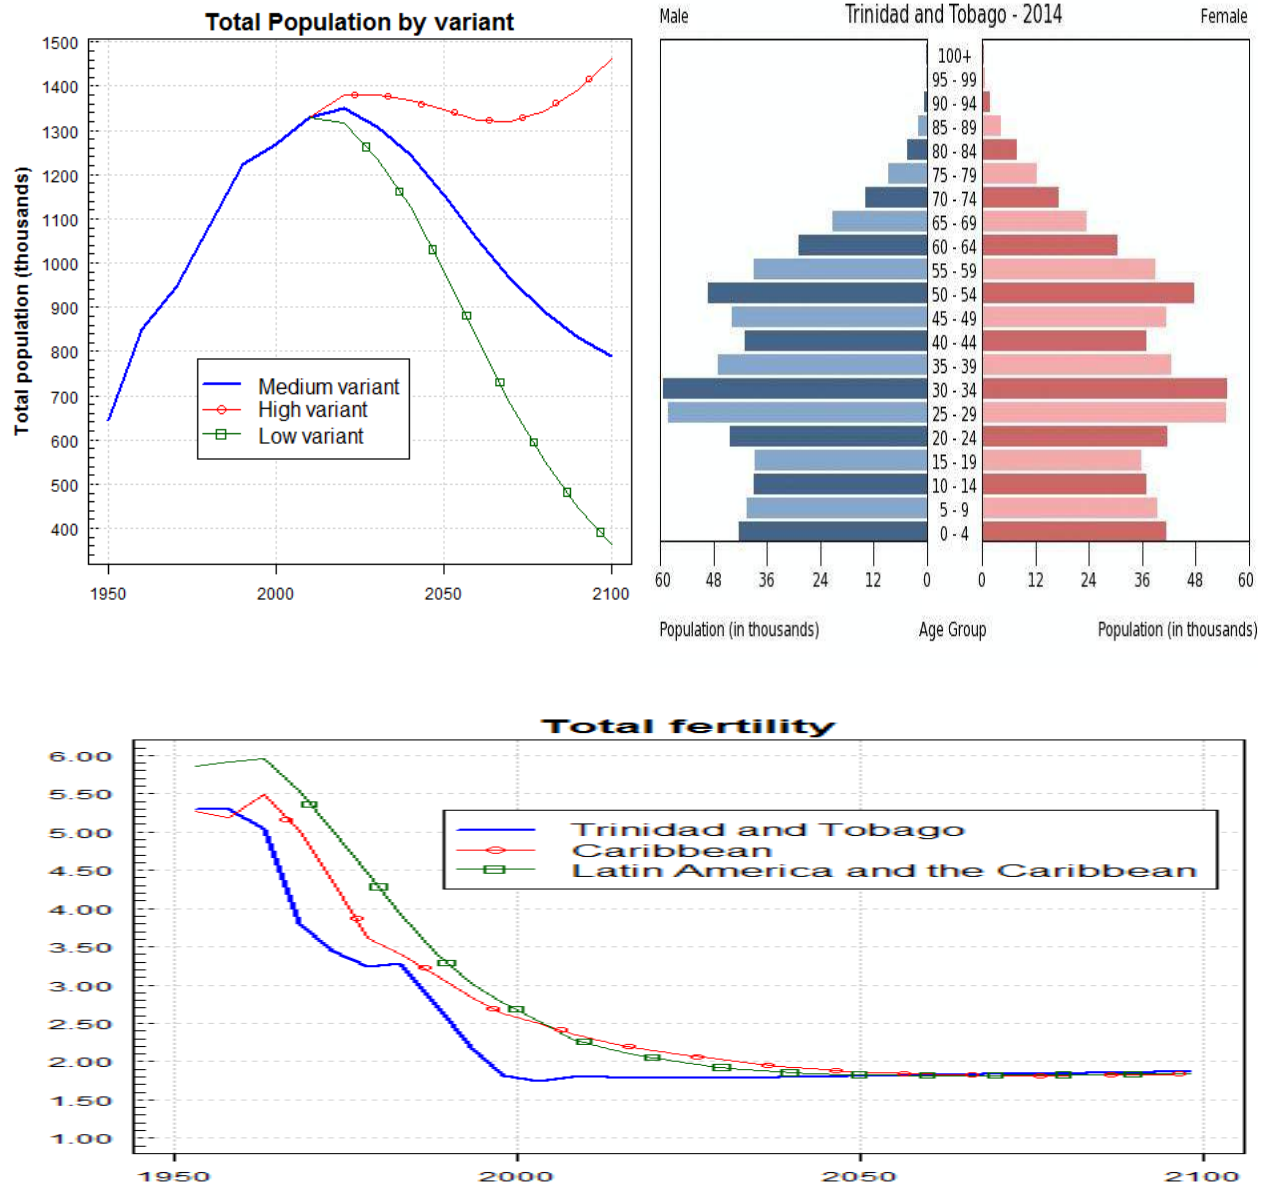 Total Population by variant
1500
1400
1300
1200
1100
1000
900
800
700
600
500
400
Total population (thousands)
Medium variant
High variant
Low variant
1950 2000 2050 2100
Male Trinidad and Tobago - 2014 Female
100+
95 - 99
90 - 94
85 - 89
80 - 84
75 - 79
70 - 74
65 - 69
60 - 64
55 - 59
50 - 54
45 - 49
40 - 44
35 - 39
30 - 34
25 - 29
20 - 24
15 - 19
10 - 14
5 - 9
0 - 4
60 48 36 24 12 0 0 12 24 36 48 60
Population (in thousands) Age Group Population (in thousands)
Total fertility
6.00
5.50
5.00
4.50
4.00
3.50
3.00
2.50
2.00
1.50
1.00
Trinidad and Tobago
Caribbean
Latin America and the Caribbean
1950 2000 2050 2100